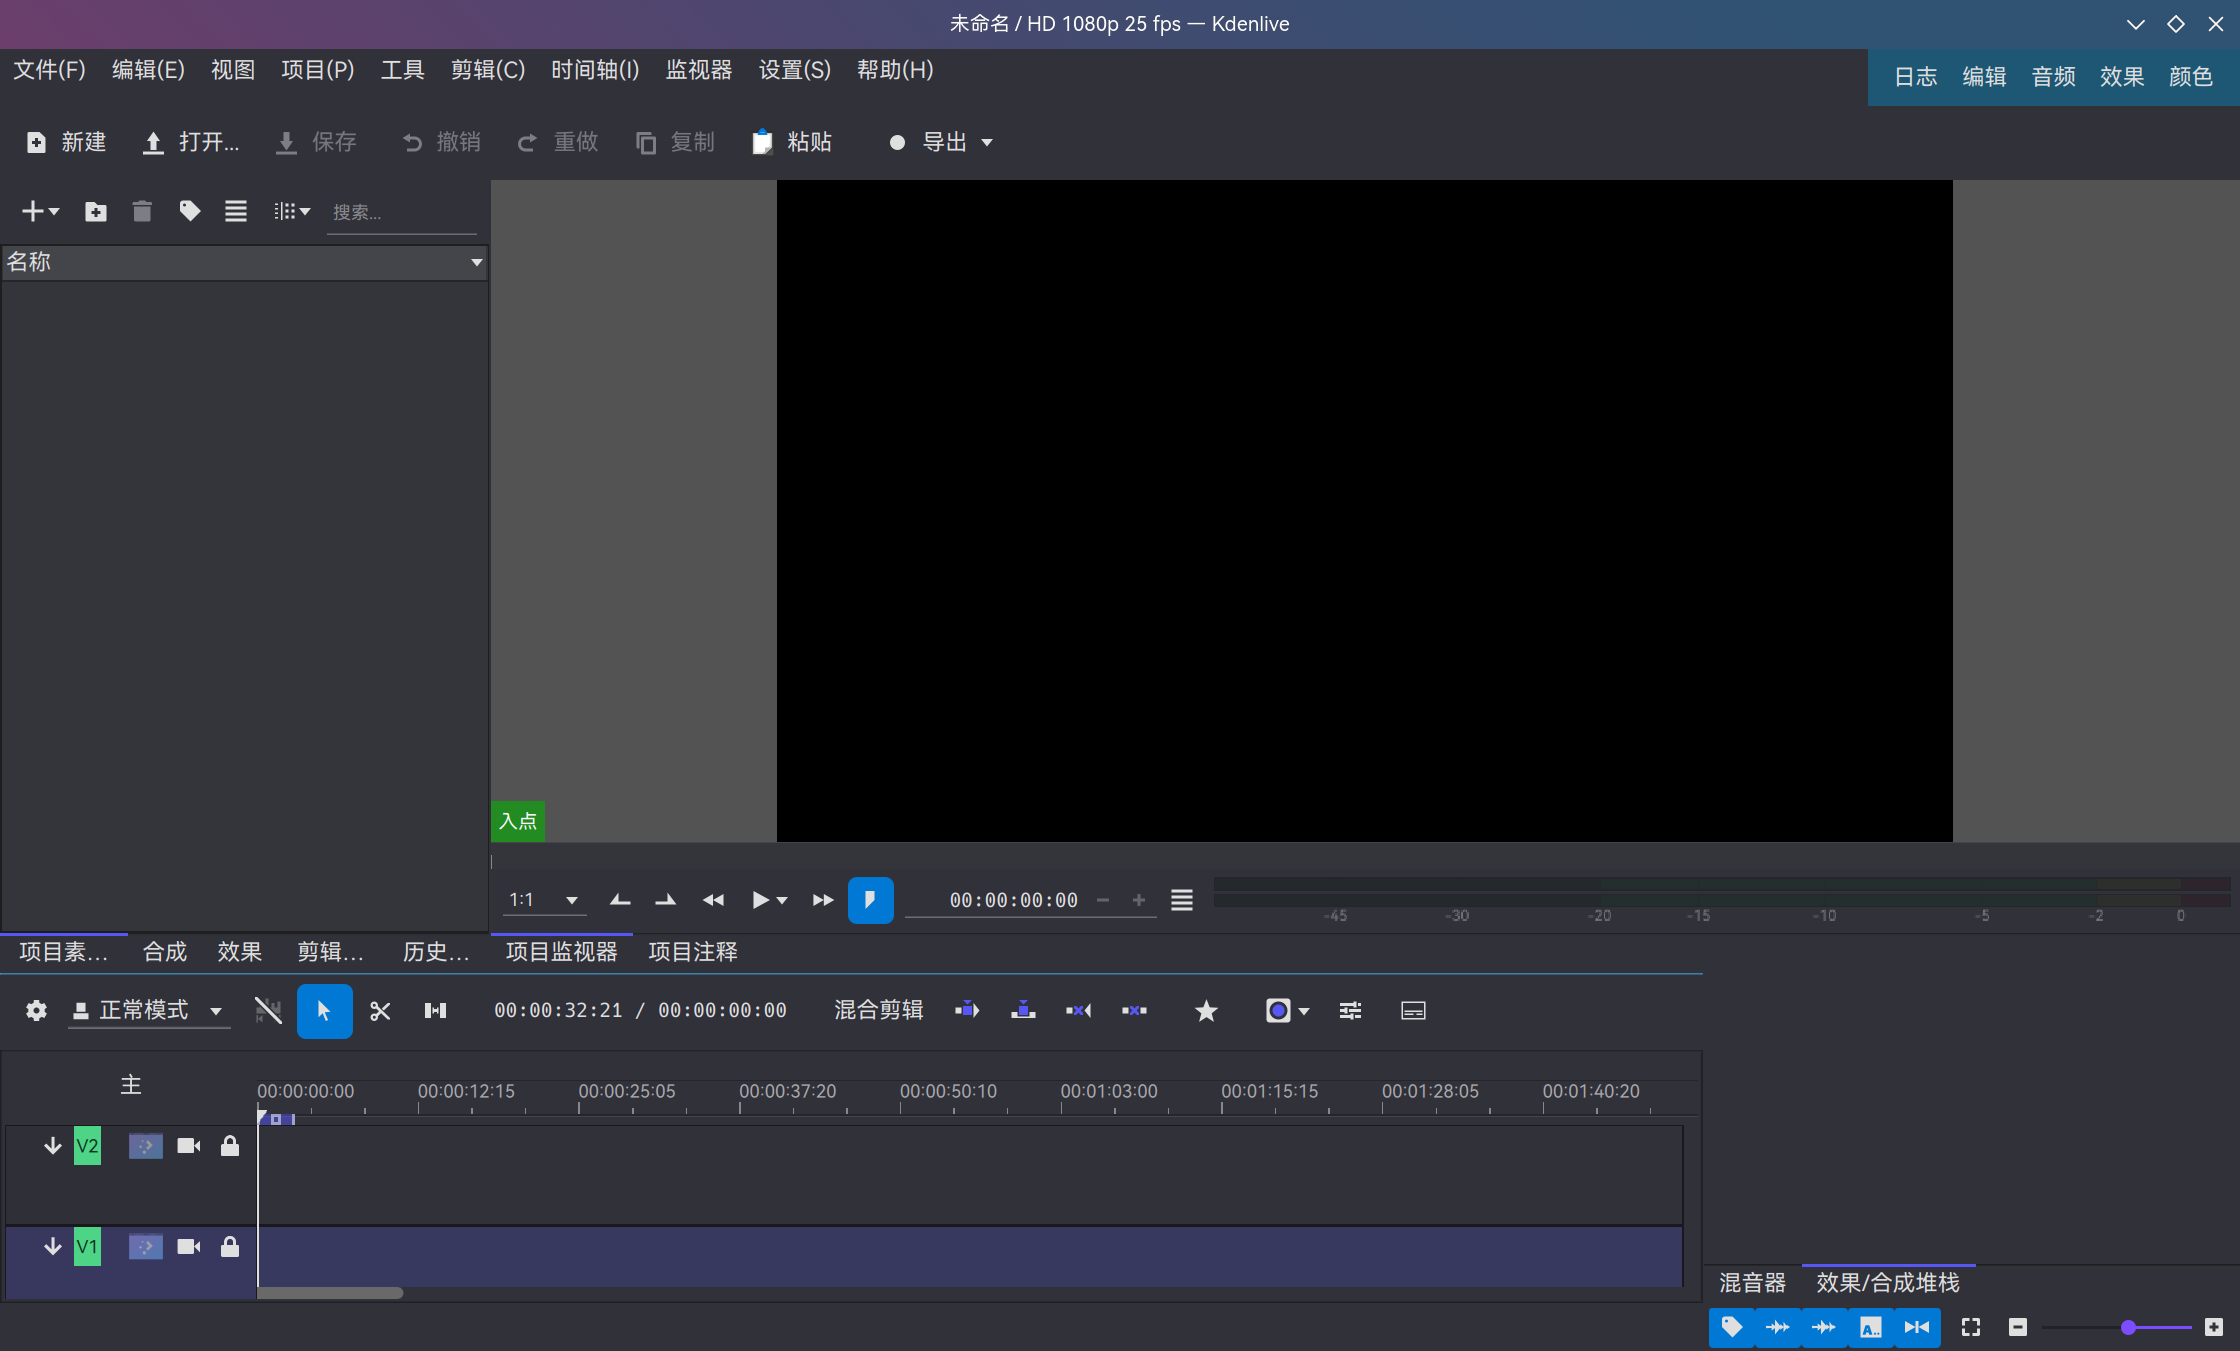 未命名 / HD 1080p 25 fps — Kdenlive
文件(F) 编辑(E) 视图 项目(P) 工具 剪辑(C) 时间轴(I) 监视器 设置(S) 帮助(H)
日志 编辑 音频 效果 颜色
新建 打开... 保存 撤销 重做 复制 粘贴 导出
搜索...
名称
入点
1:1 00:00:00:00
-45 -30 -20 -15 -10 -5 -2 0
项目素... 合成 效果 剪辑... 历史... 项目监视器 项目注释
正常模式 00:00:32:21 / 00:00:00:00 混合剪辑
主
00:00:00:00 00:00:12:15 00:00:25:05 00:00:37:20 00:00:50:10 00:01:03:00 00:01:15:15 00:01:28:05 00:01:40:20
V2
V1
混音器 效果/合成堆栈
A..